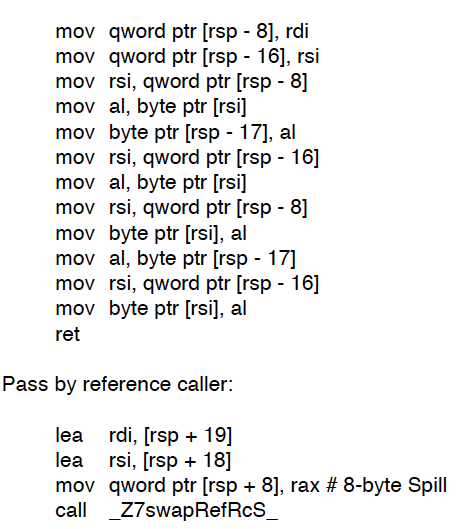 mov qword ptr [rsp - 8], rdi
mov qword ptr [rsp - 16], rsi
mov rsi, qword ptr [rsp - 8]
mov al, byte ptr [rsi]
mov byte ptr [rsp - 17], al
mov rsi, qword ptr [rsp - 16]
mov al, byte ptr [rsi]
mov rsi, qword ptr [rsp - 8]
mov byte ptr [rsi], al
mov al, byte ptr [rsp - 17]
mov rsi, qword ptr [rsp - 16]
mov byte ptr [rsi], al
ret
Pass by reference caller:
lea rdi, [rsp + 19]
lea rsi, [rsp + 18]
mov qword ptr [rsp + 8], rax # 8-byte Spill
call _Z7swapRefRcS_